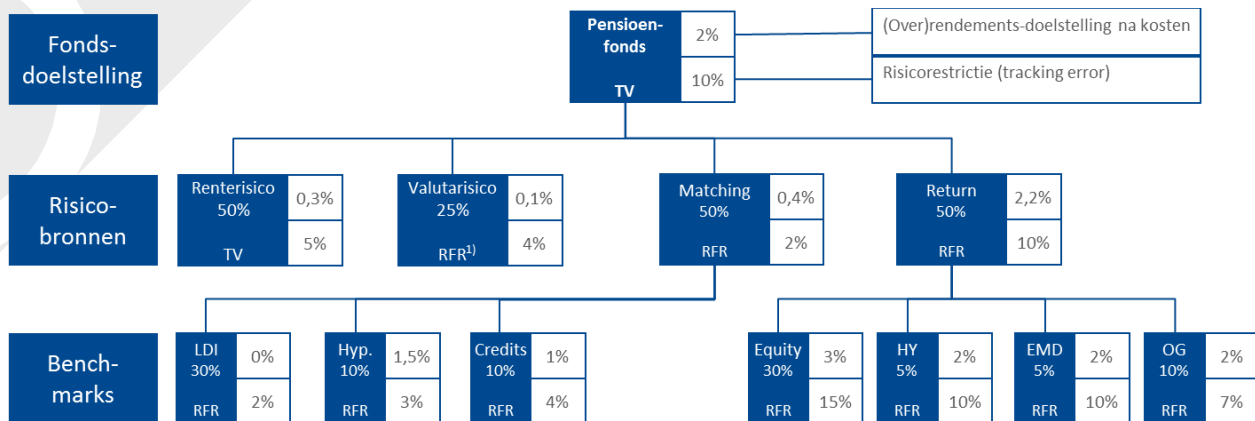 Fonds-
doelstelling
Pensioen-
fonds
TV
2%
10%
(Over)rendements-doelstelling na kosten
Risicorestrictie (tracking error)
Risico-
bronnen
Renterisico
50%
TV
0,3%
5%
Valutarisico
25%
RFR1)
0,1%
4%
Matching
50%
RFR
0,4%
2%
Return
50%
RFR
2,2%
10%
Bench-
marks
LDI
30%
RFR
0%
2%
Hyp.
10%
RFR
1,5%
3%
Credits
10%
RFR
1%
4%
Equity
30%
RFR
3%
15%
HY
5%
RFR
2%
10%
EMD
5%
RFR
2%
10%
OG
10%
RFR
2%
7%